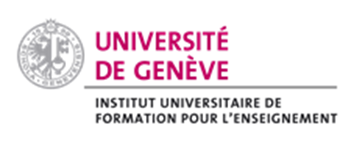 UNIVERSITÉ
DE GENÈVE
INSTITUT UNIVERSITAIRE DE
FORMATION POUR L'ENSEIGNEMENT